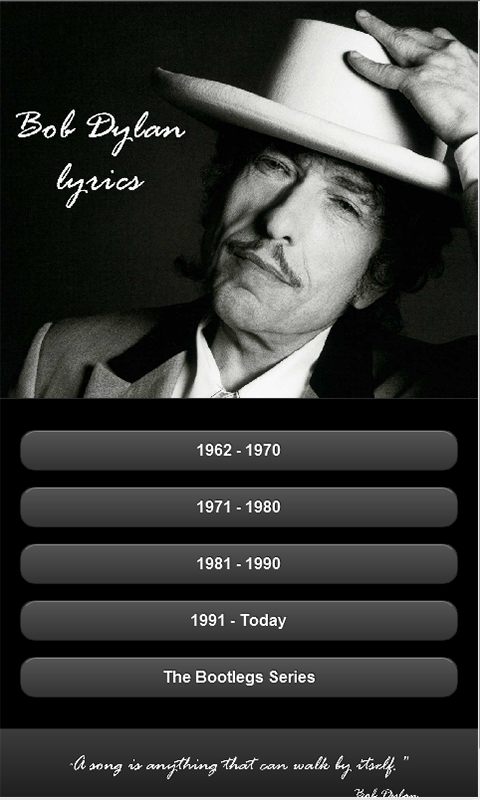 Bob Dylan
lyrics
1962 - 1970
1971 - 1980
1981 - 1990
1991 - Today
The Bootlegs Series
"A song is anything that can walk by itself."
Bob Dylan